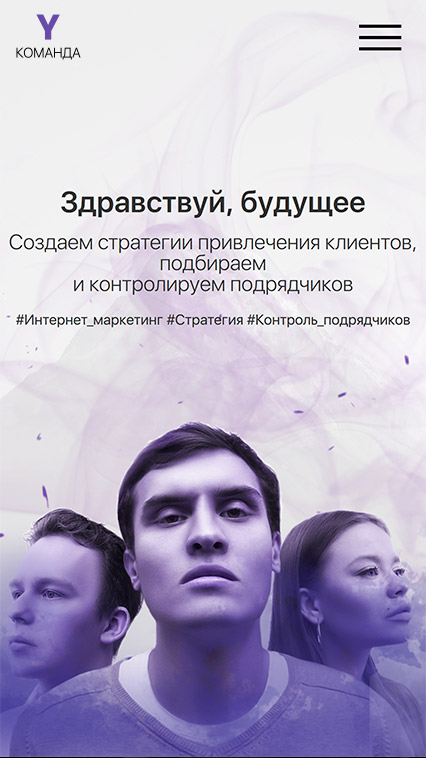 Y
КОМАНДА
Здравствуй, будущее
Создаем стратегии привлечения клиентов,
подбираем
и контролируем подрядчиков
#Интернет_маркетинг #Стратегия #Контроль_подрядчиков